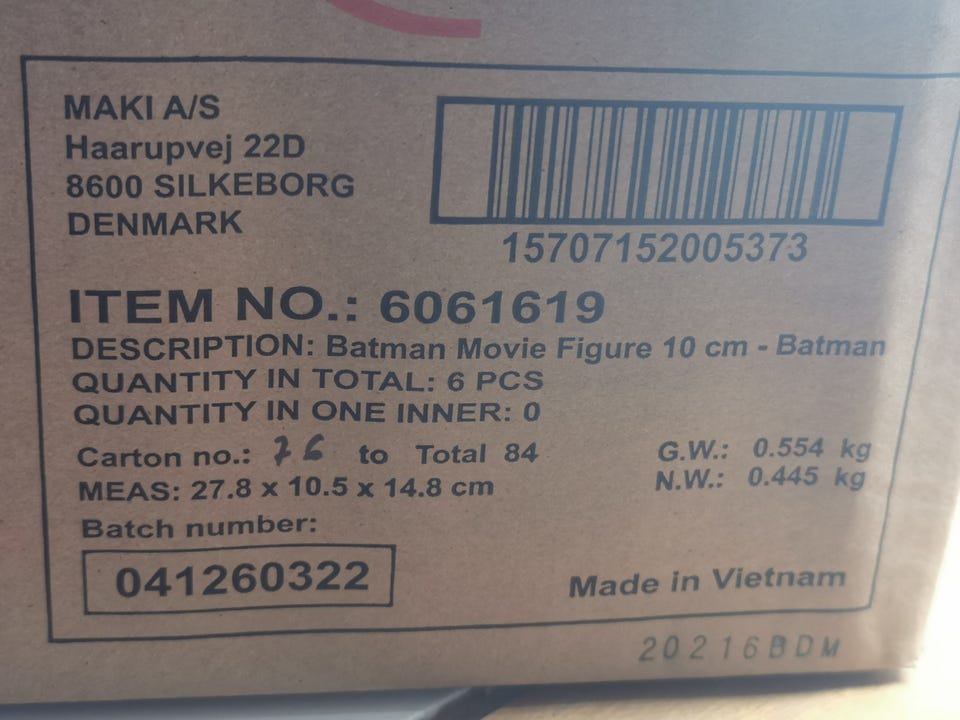 MAKI A/S
Haarupvej 22D
8600 SILKEBORG
DENMARK
15707152005373
ITEM NO.: 6061619
DESCRIPTION: Batman Movie Figure 10 cm - Batman
QUANTITY IN TOTAL: 6 PCS
QUANTITY IN ONE INNER: 0
Carton no.: 76 to Total 84
G.W.: 0.554 kg
MEAS: 27.8 x 10.5 x 14.8 cm
N.W.: 0.445 kg
Batch number:
041260322
Made in Vietnam
20216BDM